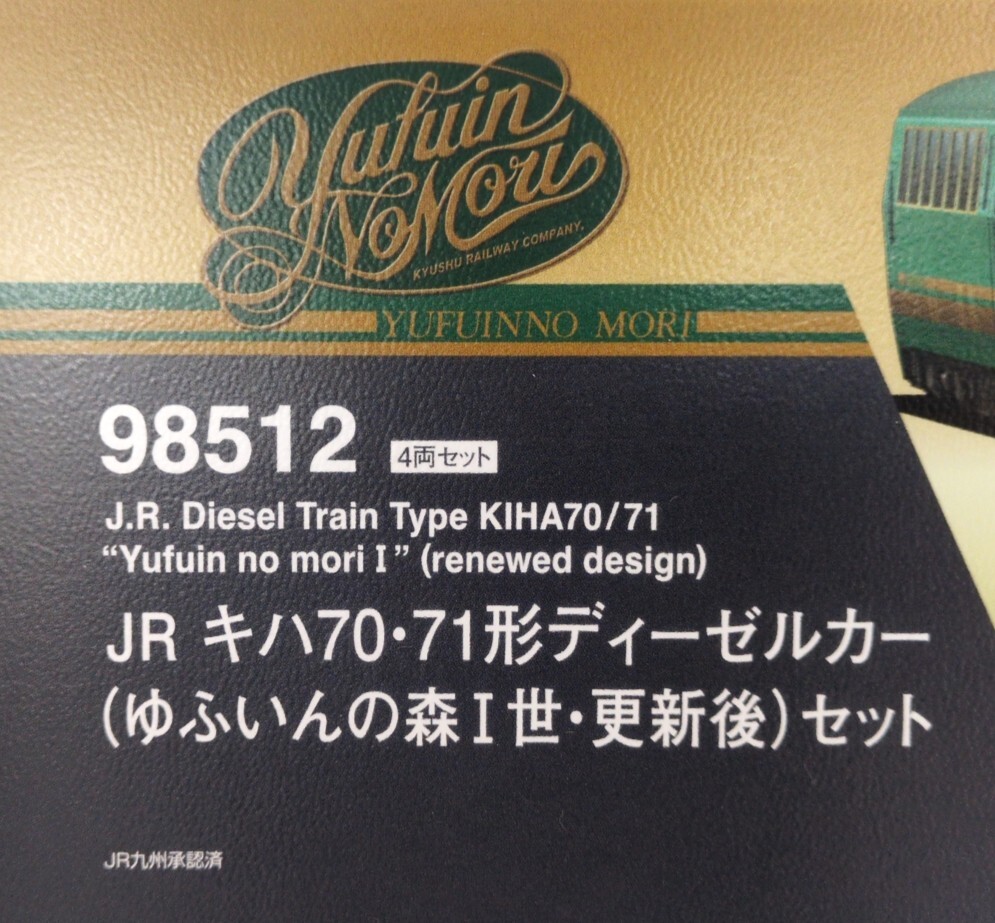 Yufuin
No Mori
KYUSHU RAILWAY COMPANY.
YUFUINNO MORI
98512 4両セット
J.R. Diesel Train Type KIHA70/71
“Yufuin no mori I” (renewed design)
JR キハ70・71形ディーゼルカー
(ゆふいんの森I世・更新後)セット
JR九州承認済